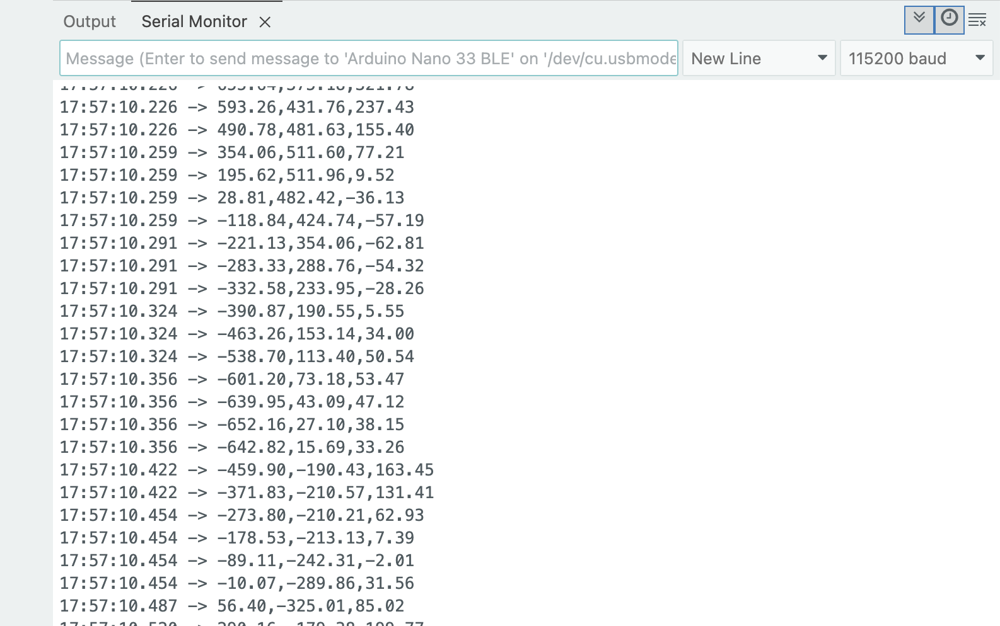 Output Serial Monitor
Message (Enter to send message to 'Arduino Nano 33 BLE' on '/dev/cu.usbmode New Line 115200 baud
17:57:10.226 -> 593.26,431.76,237.43
17:57:10.226 -> 490.78,481.63,155.40
17:57:10.259 -> 354.06,511.60,77.21
17:57:10.259 -> 195.62,511.96,9.52
17:57:10.259 -> 28.81,482.42,-36.13
17:57:10.259 -> -118.84,424.74,-57.19
17:57:10.291 -> -221.13,354.06,-62.81
17:57:10.291 -> -283.33,288.76,-54.32
17:57:10.291 -> -332.58,233.95,-28.26
17:57:10.324 -> -390.87,190.55,5.55
17:57:10.324 -> -463.26,153.14,34.00
17:57:10.324 -> -538.70,113.40,50.54
17:57:10.356 -> -601.20,73.18,53.47
17:57:10.356 -> -639.95,43.09,47.12
17:57:10.356 -> -652.16,27.10,38.15
17:57:10.356 -> -642.82,15.69,33.26
17:57:10.422 -> -459.90,-190.43,163.45
17:57:10.422 -> -371.83,-210.57,131.41
17:57:10.454 -> -273.80,-210.21,62.93
17:57:10.454 -> -178.53,-213.13,7.39
17:57:10.454 -> -89.11,-242.31,-2.01
17:57:10.454 -> -10.07,-289.86,31.56
17:57:10.487 -> 56.40,-325.01,85.02